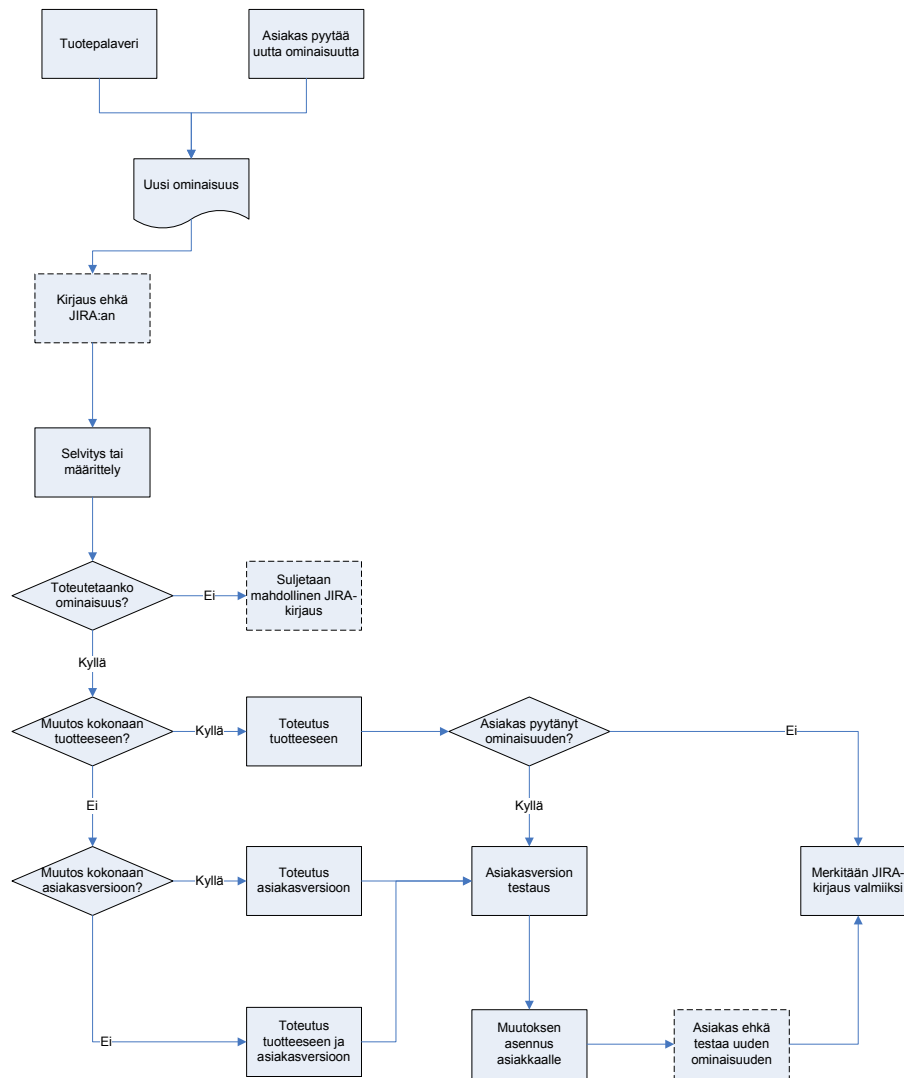 Tuotepalaveri
Asiakas pyytää
uutta ominaisuutta
Uusi ominaisuus
Kirjaus ehkä
JIRA:an
Selvitys tai
määrittely
Toteutetaanko
ominaisuus?
Ei
Suljetaan
mahdollinen JIRA-
kirjaus
Kyllä
Muutos kokonaan
tuotteeseen?
Kyllä
Toteutus
tuotteeseen
Asiakas pyytänyt
ominaisuuden?
Ei
Ei
Kyllä
Muutos kokonaan
asiakasversioon?
Kyllä
Toteutus
asiakasversioon
Asiakasversion
testaus
Merkitään JIRA-
kirjaus valmiiksi
Ei
Toteutus
tuotteeseen ja
asiakasversioon
Muutoksen
asennus
asiakkaalle
Asiakas ehkä
testaa uuden
ominaisuuden